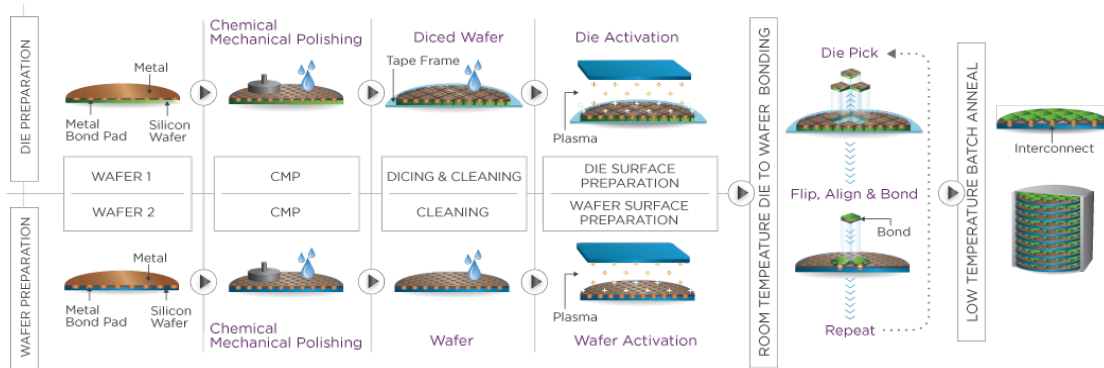 DIE PREPARATION
Chemical
Mechanical Polishing
Diced Wafer
Die Activation
Metal
Tape Frame
Metal
Bond Pad
Silicon
Wafer
Plasma
WAFER 1
CMP
DICING & CLEANING
DIE SURFACE
PREPARATION
WAFER 2
CMP
CLEANING
WAFER SURFACE
PREPARATION
WAFER PREPARATION
Metal
Metal
Bond Pad
Silicon
Wafer
Plasma
Chemical
Mechanical Polishing
Wafer
Wafer Activation
ROOM TEMPEATURE DIE TO WAFER BONDING
Die Pick
Flip, Align & Bond
Bond
Repeat
LOW TEMPERATURE BATCH ANNEAL
Interconnect